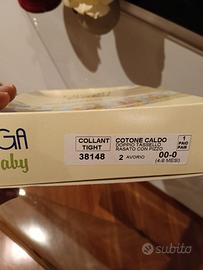 GA
aby
COLLANT
TIGHT
38148
COTONE CALDO
DOPPIO TASSELLO
RASATO CON PIZZO
2 AVORIO
00-0
(4-8 MESI)
1 PAIO
PAIR
subito